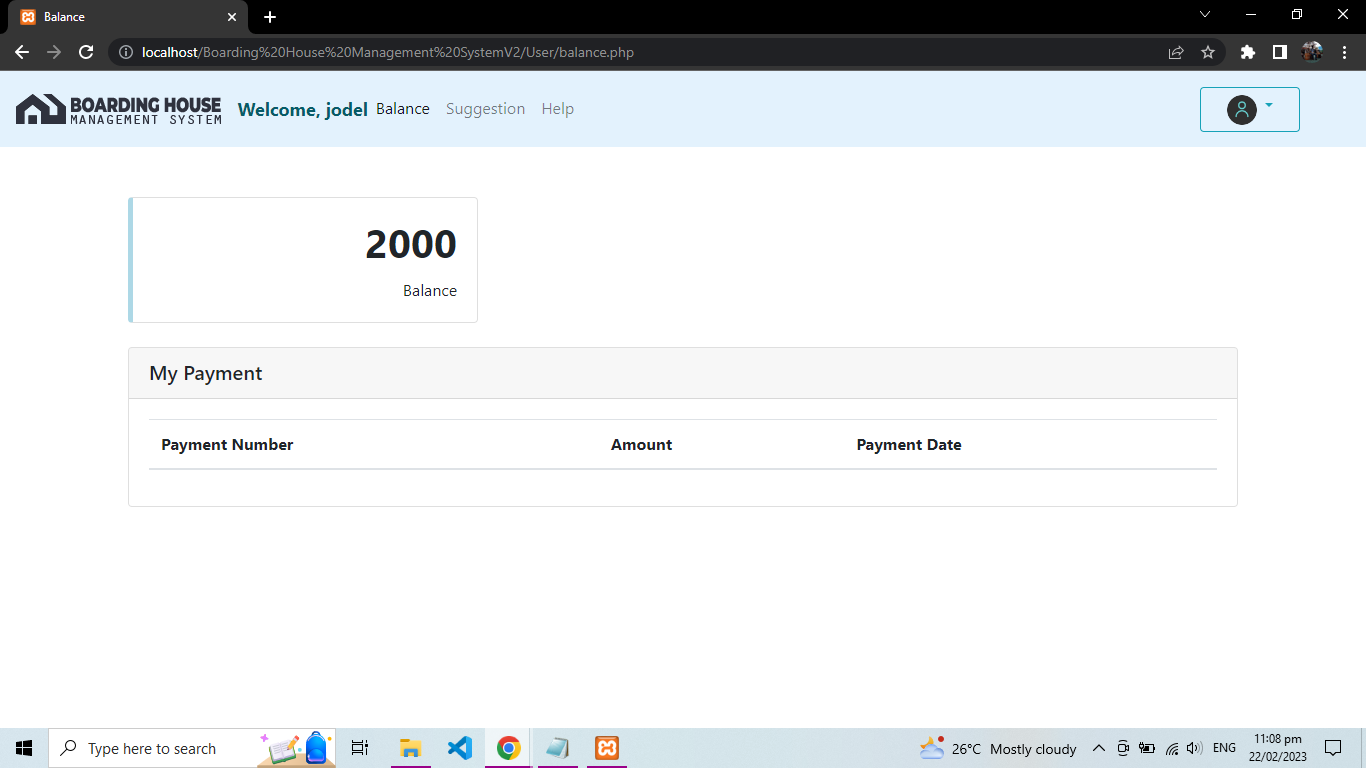 Balance
localhost/Boarding%20House%20Management%20SystemV2/User/balance.php
BOARDING HOUSE
MANAGEMENT SYSTEM
Welcome, jodel Balance Suggestion Help
2000
Balance
My Payment
Payment Number Amount Payment Date
Type here to search
26°C Mostly cloudy
ENG
11:08 pm
22/02/2023